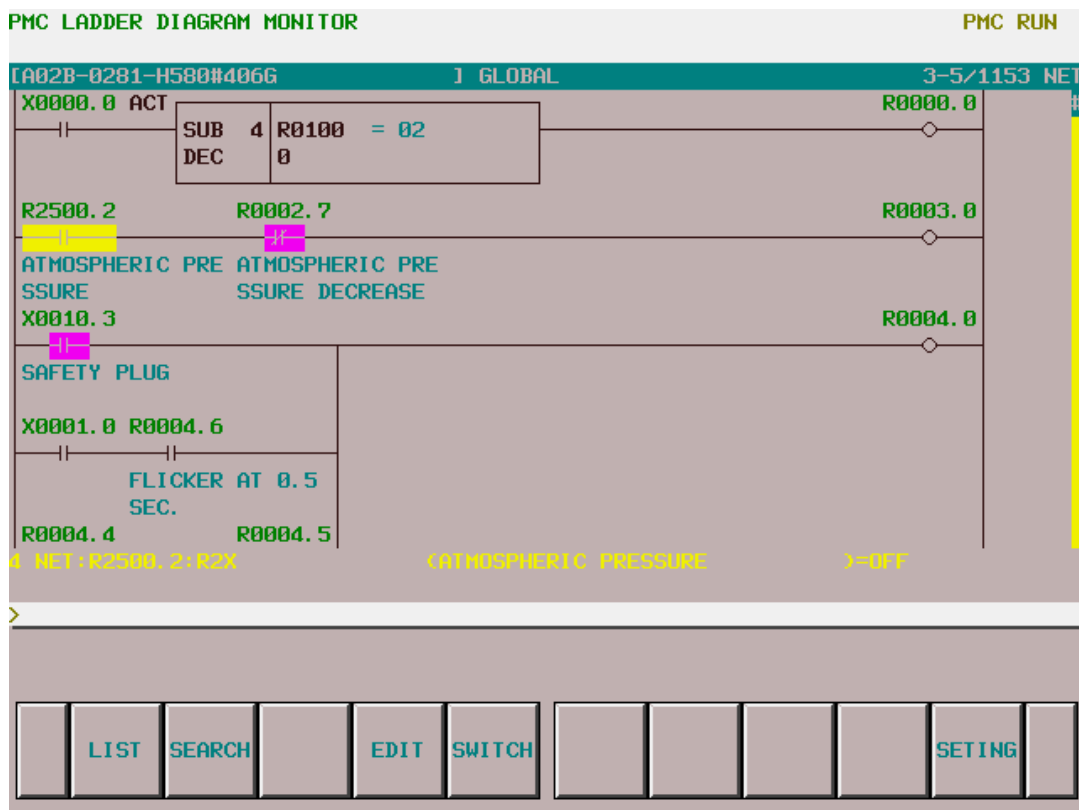 PMC LADDER DIAGRAM MONITOR PMC RUN
[A02B-0281-H580#406G ] GLOBAL 3-5/1153 NET
X0000.0 ACT R0000.0
SUB 4 R0100 = 02
DEC 0
R2500.2 R0002.7 R0003.0
ATMOSPHERIC PRE ATMOSPHERIC PRE
SSURE SSURE DECREASE
X0010.3 R0004.0
SAFETY PLUG
X0001.0 R0004.6
FLICKER AT 0.5
SEC.
R0004.4 R0004.5
4 NET:R2500.2:R2X (ATMOSPHERIC PRESSURE )=OFF
>
LIST SEARCH EDIT SWITCH SETING